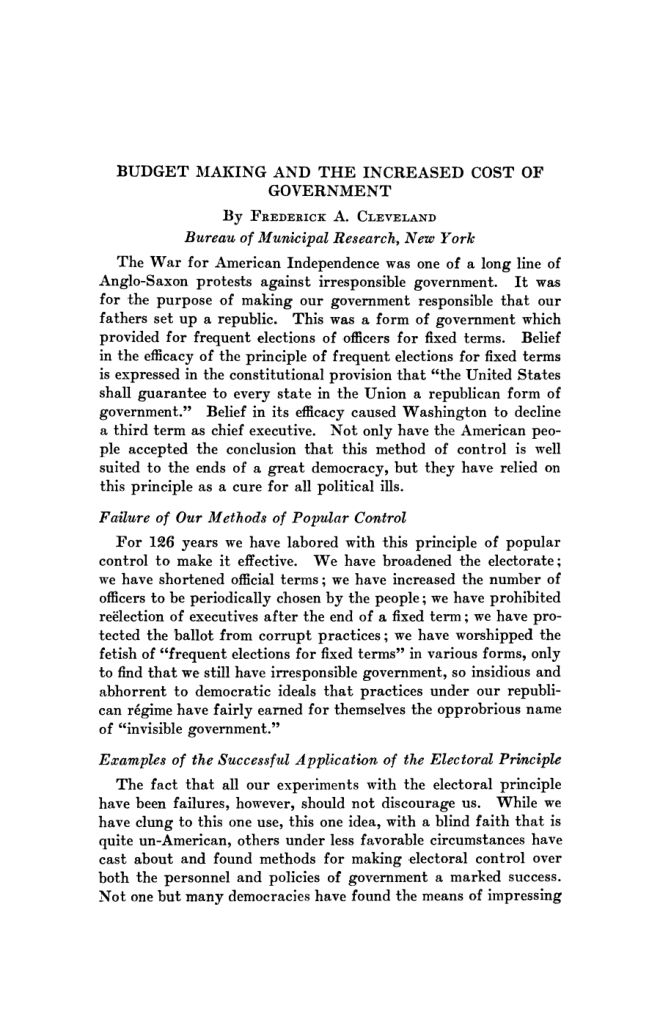 BUDGET MAKING AND THE INCREASED COST OF
GOVERNMENT
By Frederick A. Cleveland
Bureau of Municipal Research, New York
The War for American Independence was one of a long line of
Anglo-Saxon protests against irresponsible government. It was
for the purpose of making our government responsible that our
fathers set up a republic. This was a form of government which
provided for frequent elections of officers for fixed terms. Belief
in the efficacy of the principle of frequent elections for fixed terms
is expressed in the constitutional provision that “the United States
shall guarantee to every state in the Union a republican form of
government.” Belief in its efficacy caused Washington to decline
a third term as chief executive. Not only have the American peo-
ple accepted the conclusion that this method of control is well
suited to the ends of a great democracy, but they have relied on
this principle as a cure for all political ills.
Failure of Our Methods of Popular Control
For 126 years we have labored with this principle of popular
control to make it effective. We have broadened the electorate;
we have shortened official terms; we have increased the number of
officers to be periodically chosen by the people; we have prohibited
reëlection of executives after the end of a fixed term; we have pro-
tected the ballot from corrupt practices; we have worshipped the
fetish of “frequent elections for fixed terms” in various forms, only
to find that we still have irresponsible government, so insidious and
abhorrent to democratic ideals that practices under our republi-
can régime have fairly earned for themselves the opprobrious name
of “invisible government.”
Examples of the Successful Application of the Electoral Principle
The fact that all our experiments with the electoral principle
have been failures, however, should not discourage us. While we
have clung to this one use, this one idea, with a blind faith that is
quite un-American, others under less favorable circumstances have
cast about and found methods for making electoral control over
both the personnel and policies of government a marked success.
Not one but many democracies have found the means of impressing